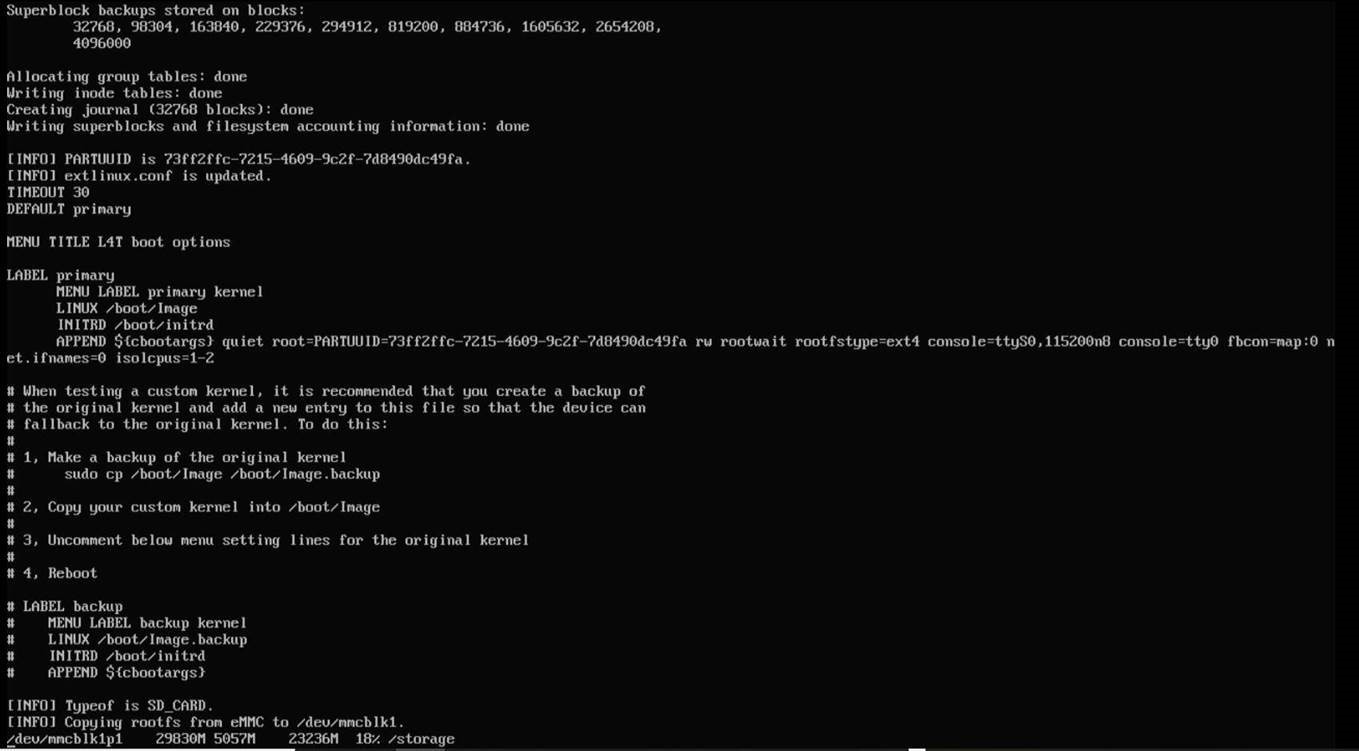 Superblock backups stored on blocks:
        32768, 98304, 163840, 229376, 294912, 819200, 884736, 1605632, 2654208,
        4096000

Allocating group tables: done
Writing inode tables: done
Creating journal (32768 blocks): done
Writing superblocks and filesystem accounting information: done

[INFO] PARTUUID is 73ff2ffc-7215-4609-9c2f-7d8490dc49fa.
[INFO] extlinux.conf is updated.
TIMEOUT 30
DEFAULT primary

MENU TITLE L4T boot options

LABEL primary
      MENU LABEL primary kernel
      LINUX /boot/Image
      INITRD /boot/initrd
      APPEND ${cbootargs} quiet root=PARTUUID=73ff2ffc-7215-4609-9c2f-7d8490dc49fa rw rootwait rootfstype=ext4 console=ttyS0,115200n8 console=tty0 fbcon=map:0 n
et.ifnames=0 isolcpus=1-2

# When testing a custom kernel, it is recommended that you create a backup of
# the original kernel and add a new entry to this file so that the device can
# fallback to the original kernel. To do this:
#
# 1, Make a backup of the original kernel
#      sudo cp /boot/Image /boot/Image.backup
#
# 2, Copy your custom kernel into /boot/Image
#
# 3, Uncomment below menu setting lines for the original kernel
#
# 4, Reboot

# LABEL backup
#    MENU LABEL backup kernel
#    LINUX /boot/Image.backup
#    INITRD /boot/initrd
#    APPEND ${cbootargs}

[INFO] Typeof is SD_CARD.
[INFO] Copying rootfs from eMMC to /dev/mmcblk1.
/dev/mmcblk1p1    29830M 5057M    23236M  18% /storage